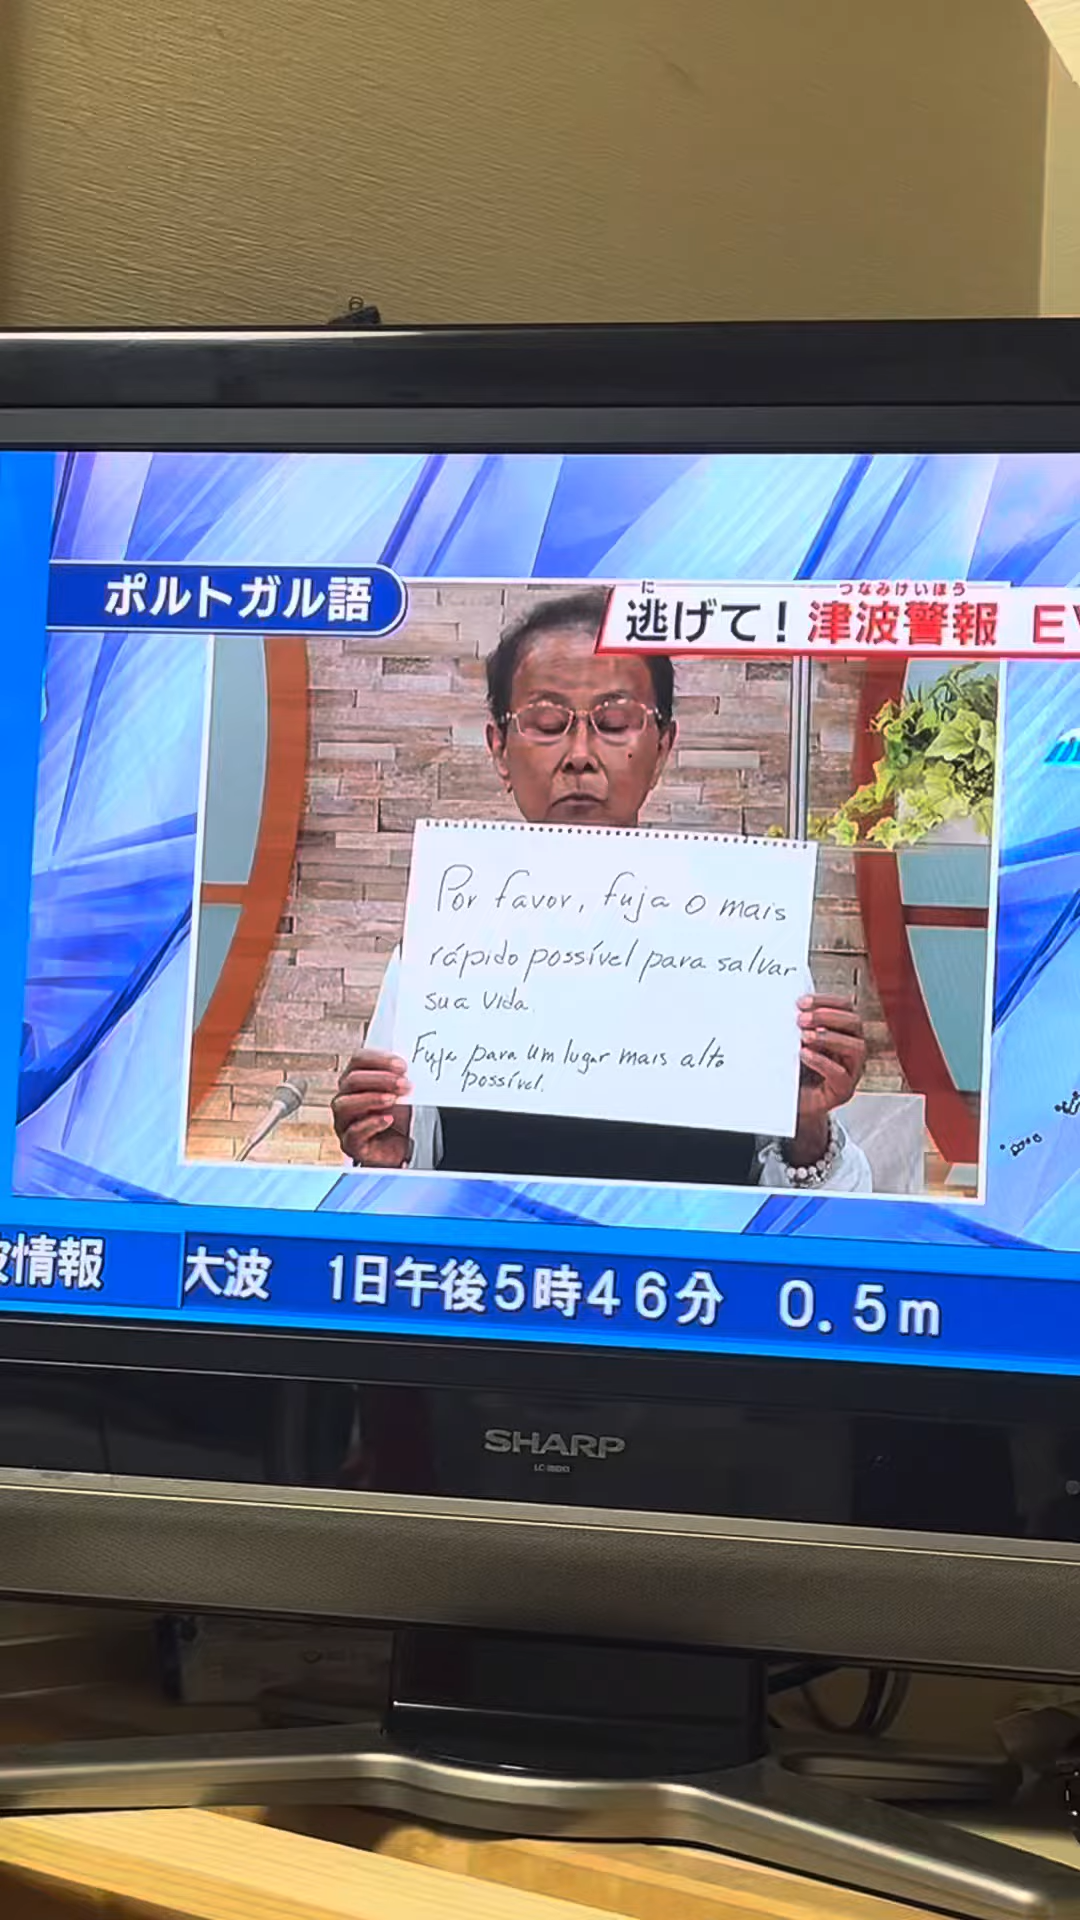 ポルトガル語
に
つなみけいほう
逃げて！津波警報
Por favor, fuja o mais
rápido possível para salvar
sua vida.
Fuja para um lugar mais alto
possível.
情報
大波 1日午後5時46分 0.5m
SHARP